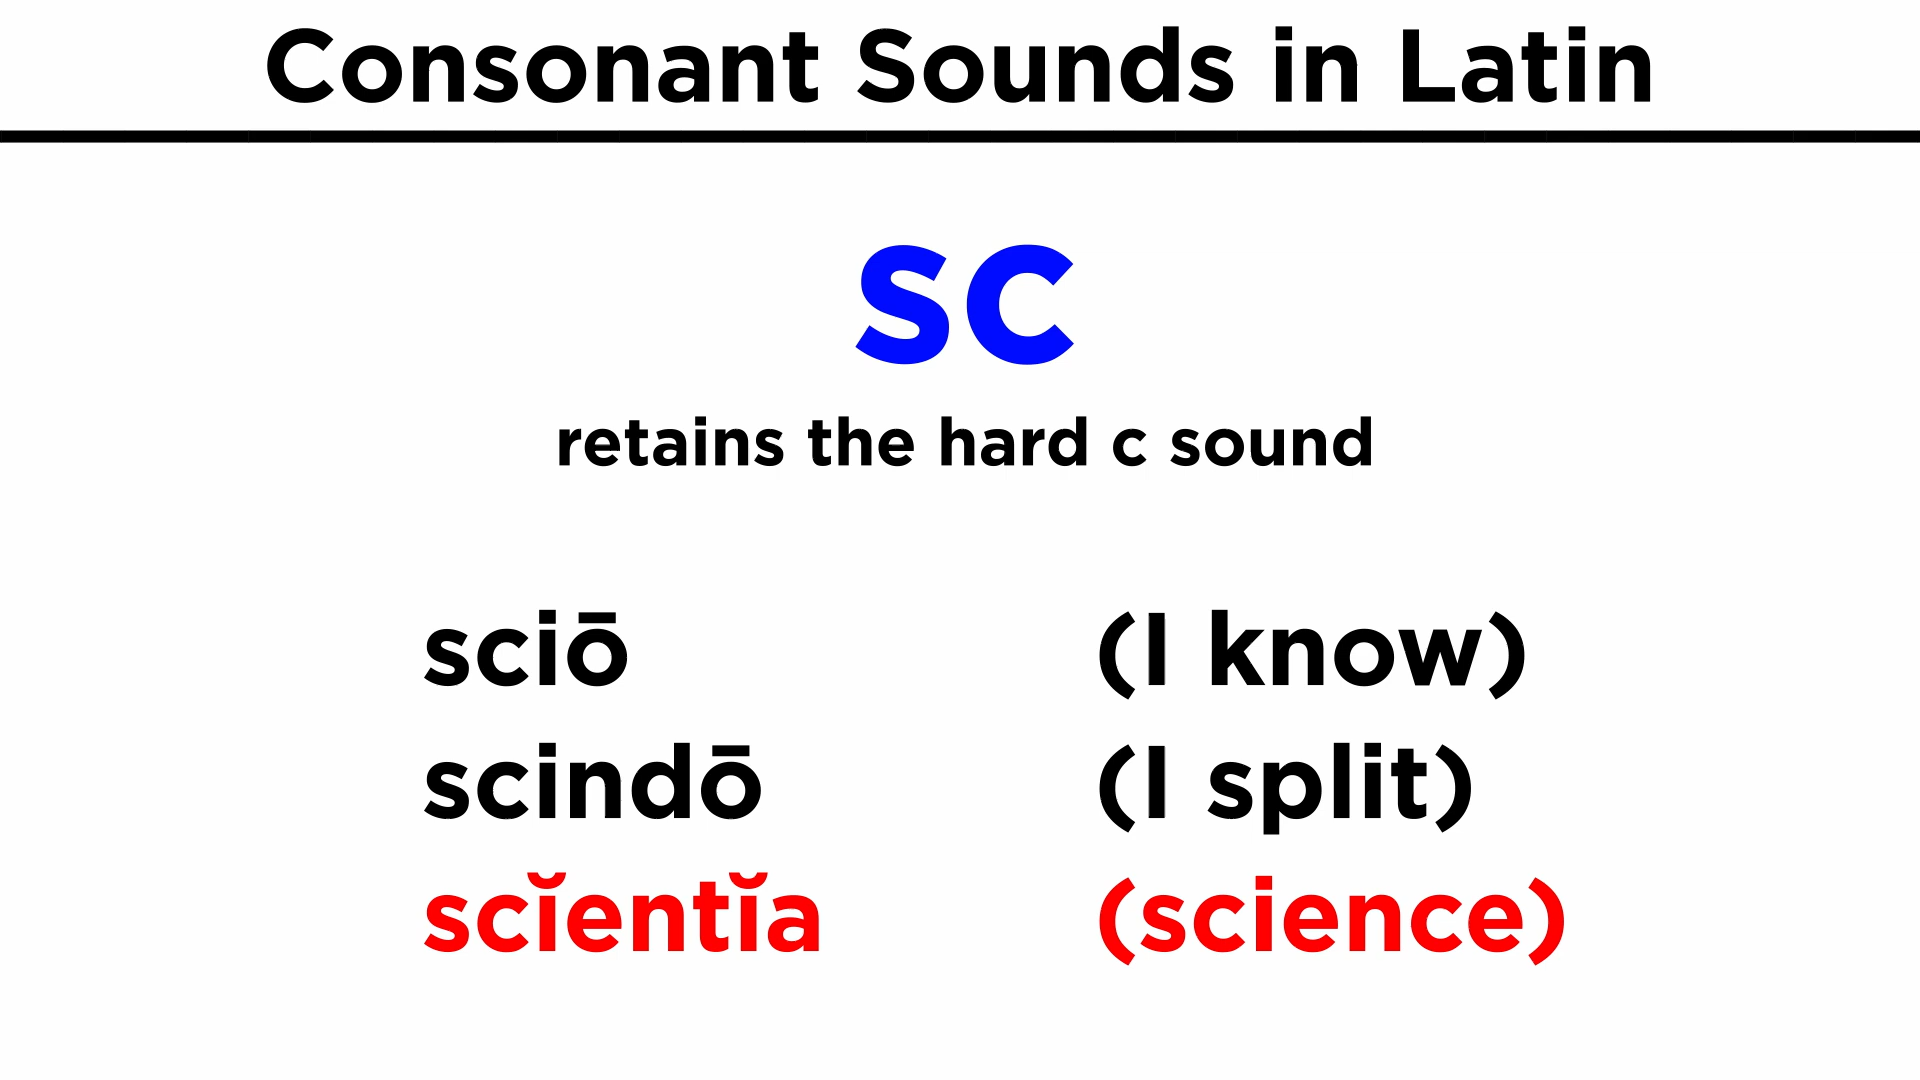 Consonant Sounds in Latin
sc
retains the hard c sound
sciō (I know)
scindō (I split)
scĭentĭa (science)